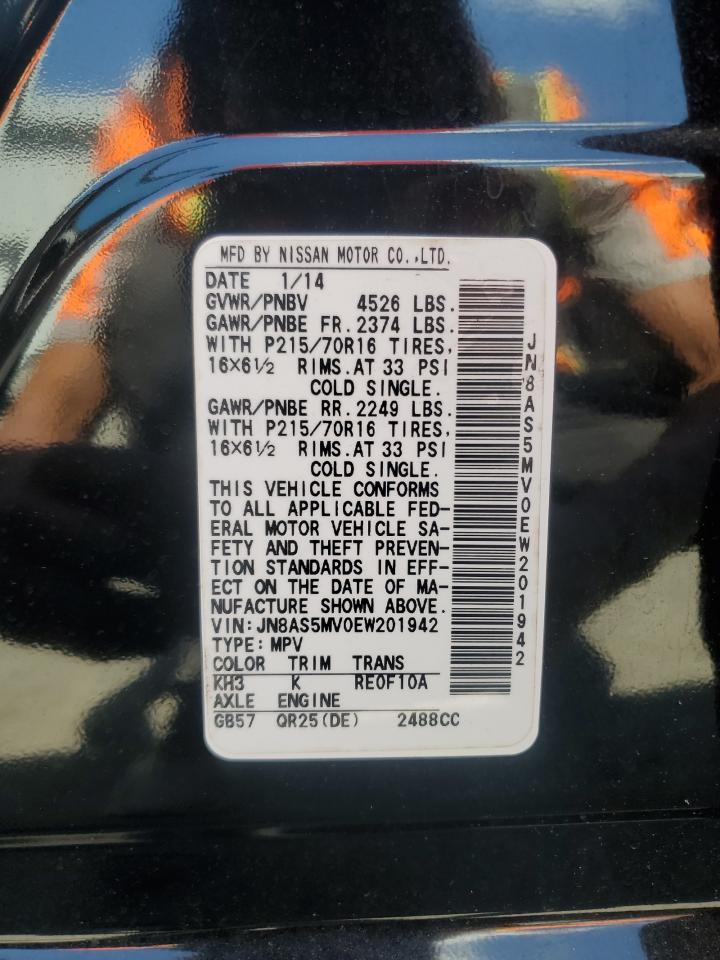 MFD BY NISSAN MOTOR CO.,LTD.
DATE 1/14
GVWR/PNBV 4526 LBS.
GAWR/PNBE FR.2374 LBS.
WITH P215/70R16 TIRES,
16×6½ RIMS.AT 33 PSI
COLD SINGLE.
GAWR/PNBE RR.2249 LBS.
WITH P215/70R16 TIRES,
16×6½ RIMS.AT 33 PSI
COLD SINGLE.
THIS VEHICLE CONFORMS
TO ALL APPLICABLE FED-
ERAL MOTOR VEHICLE SA-
FETY AND THEFT PREVEN-
TION STANDARDS IN EFF-
ECT ON THE DATE OF MA-
NUFACTURE SHOWN ABOVE.
VIN:JN8AS5MV0EW201942
TYPE:MPV
COLOR TRIM TRANS
KH3 K RE0F10A
AXLE ENGINE
GB57 QR25(DE) 2488CC
JN8AS5MV0EW201942